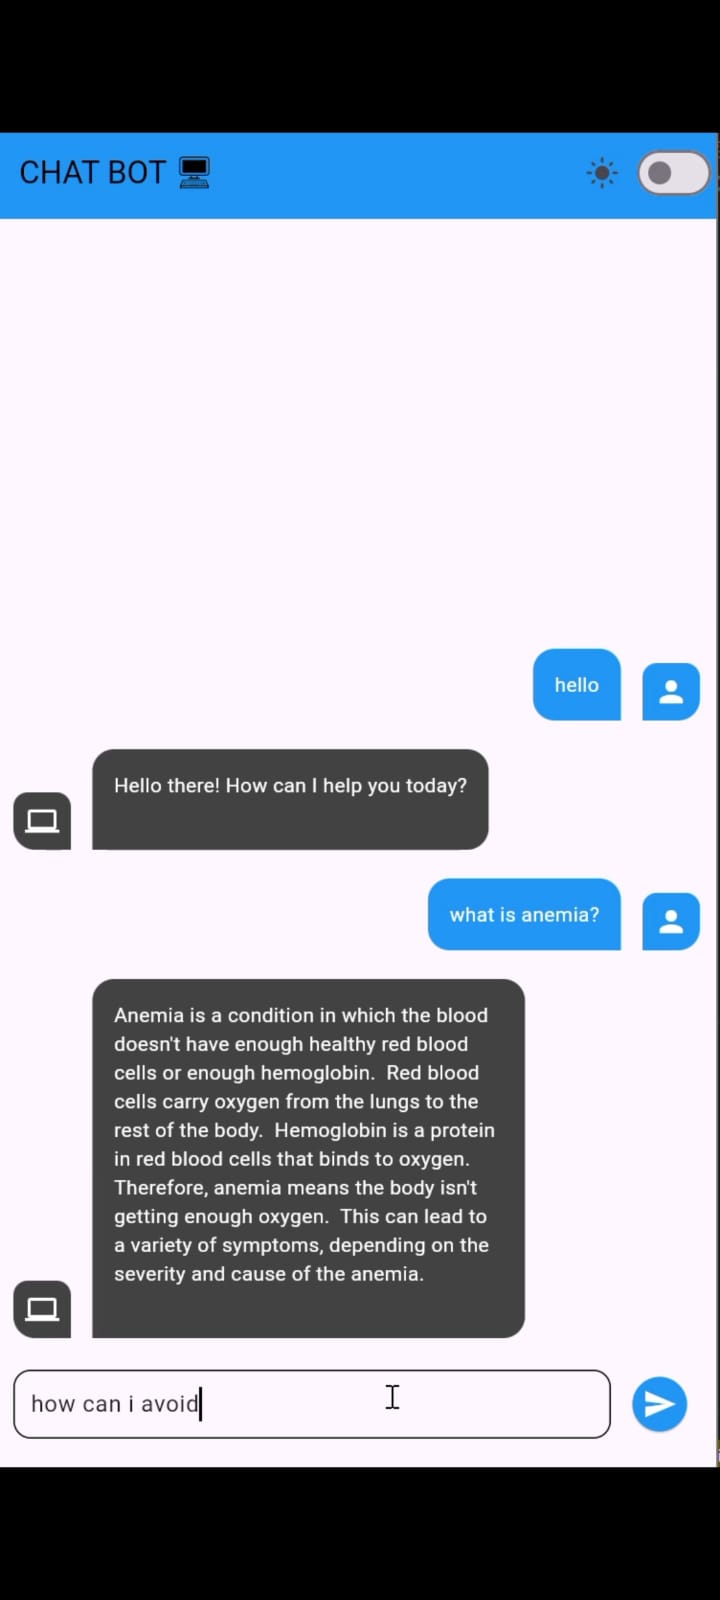 CHAT BOT
hello
Hello there! How can I help you today?
what is anemia?
Anemia is a condition in which the blood
doesn't have enough healthy red blood
cells or enough hemoglobin.  Red blood
cells carry oxygen from the lungs to the
rest of the body.  Hemoglobin is a protein
in red blood cells that binds to oxygen.
Therefore, anemia means the body isn't
getting enough oxygen.  This can lead to
a variety of symptoms, depending on the
severity and cause of the anemia.
how can i avoid